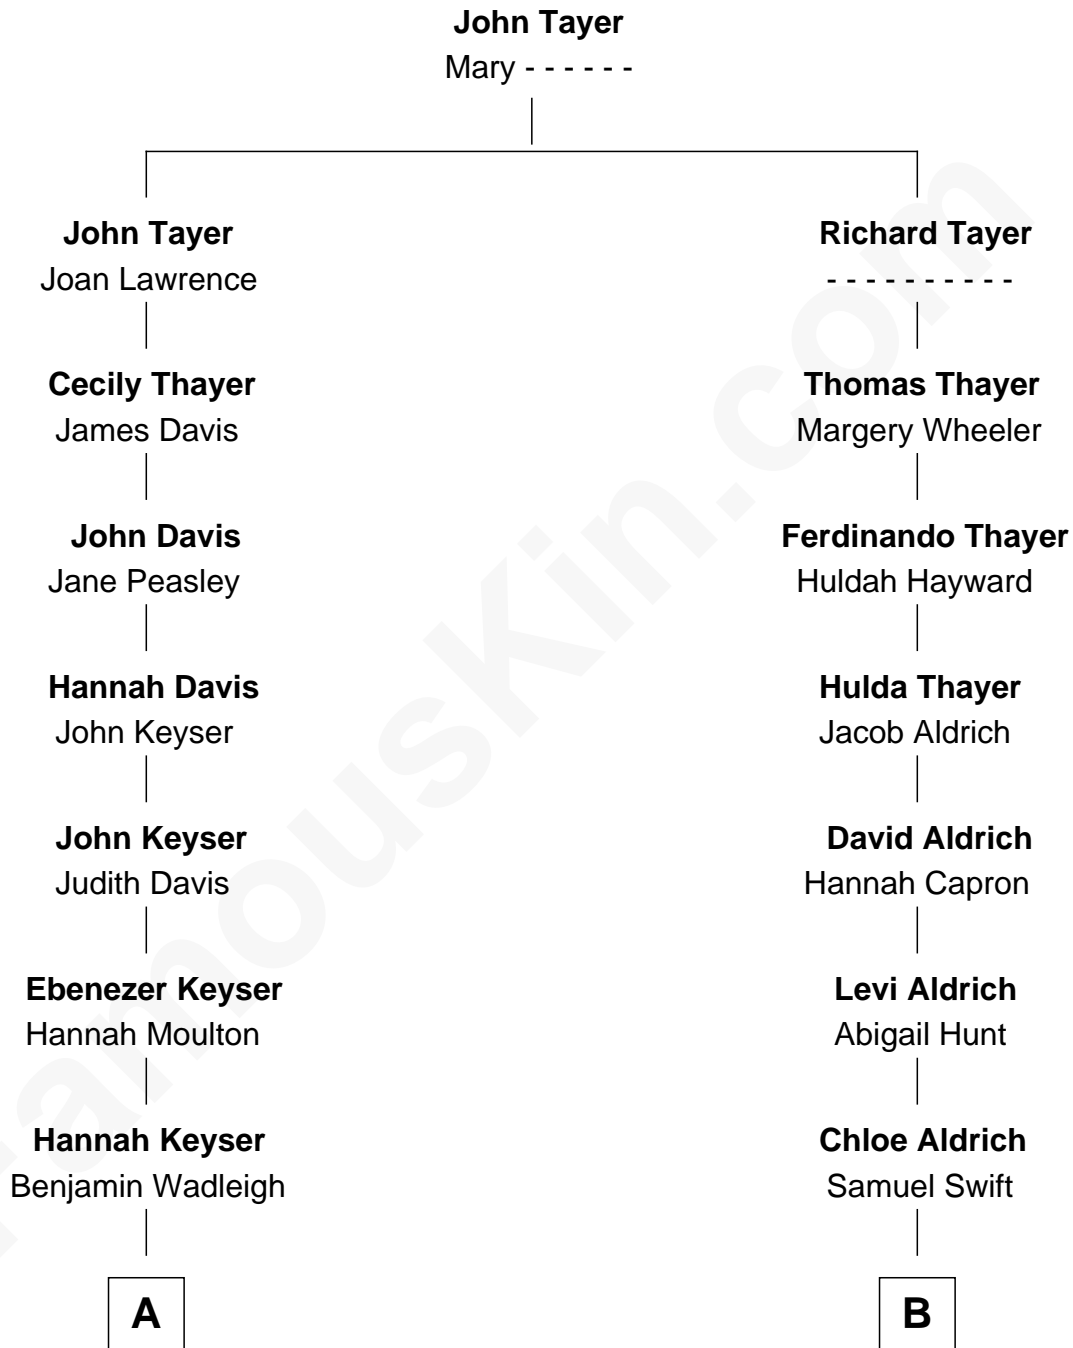 John Tayer
Mary - - - - - -
John Tayer
Joan Lawrence
Richard Tayer
- - - - - - - - - -
Cecily Thayer
James Davis
Thomas Thayer
Margery Wheeler
John Davis
Jane Peasley
Ferdinando Thayer
Huldah Hayward
Hannah Davis
John Keyser
Hulda Thayer
Jacob Aldrich
John Keyser
Judith Davis
David Aldrich
Hannah Capron
Ebenezer Keyser
Hannah Moulton
Levi Aldrich
Abigail Hunt
Hannah Keyser
Benjamin Wadleigh
Chloe Aldrich
Samuel Swift
A
B
FamousKin.com